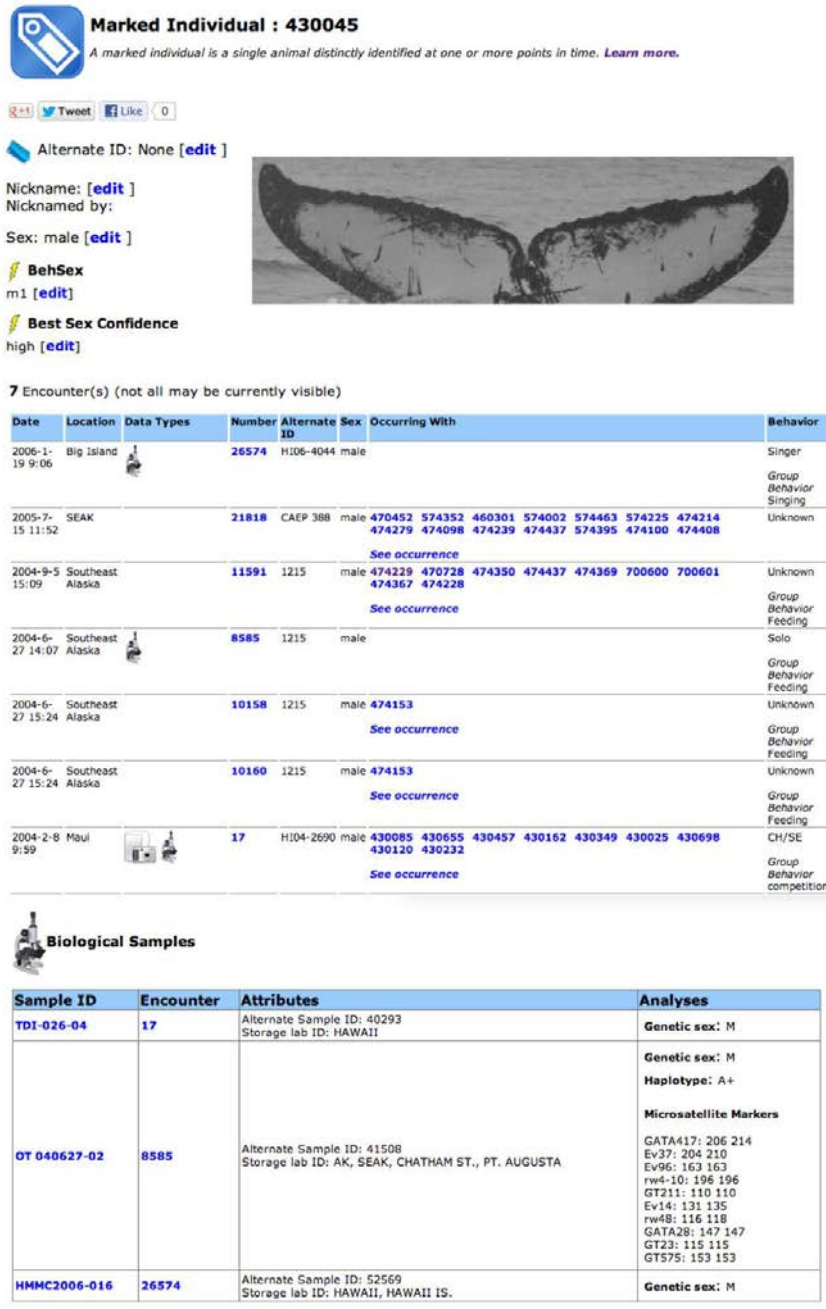 Marked Individual : 430045
A marked individual is a single animal distinctly identified at one or more points in time. Learn more.
g+1 Tweet Like 0
Alternate ID: None [edit ]
Nickname: [edit ]
Nicknamed by:
Sex: male [edit ]
BehSex
m1 [edit]
Best Sex Confidence
high [edit]
7 Encounter(s) (not all may be currently visible)
Date Location Data Types Number Alternate ID Sex Occurring With Behavior
2006-1-19 9:06 Big Island 26574 HI06-4044 male Singer
Group Behavior Singing
2005-7-15 11:52 SEAK 21818 CAEP 388 male 470452 574352 460301 574002 574463 574225 474214 Unknown
474279 474098 474239 474437 574395 474100 474408
See occurrence
2004-9-5 15:09 Southeast Alaska 11591 1215 male 474229 470728 474350 474437 474369 700600 700601 Unknown
474367 474228
See occurrence
Group Behavior Feeding
2004-6-27 14:07 Southeast Alaska 8585 1215 male Solo
Group Behavior Feeding
2004-6-27 15:24 Southeast Alaska 10158 1215 male 474153 Unknown
See occurrence
Group Behavior Feeding
2004-6-27 15:24 Southeast Alaska 10160 1215 male 474153 Unknown
See occurrence
Group Behavior Feeding
2004-2-8 9:59 Maui 17 HI04-2690 male 430085 430655 430457 430162 430349 430025 430698 CH/SE
430120 430232
See occurrence
Group Behavior competition
Biological Samples
Sample ID Encounter Attributes Analyses
TDI-026-04 17 Alternate Sample ID: 40293
Storage lab ID: HAWAII
Genetic sex: M
OT 040627-02 8585 Alternate Sample ID: 41508
Storage lab ID: AK, SEAK, CHATHAM ST., PT. AUGUSTA
Genetic sex: M
Haplotype: A+
Microsatellite Markers
GATA417: 206 214
Ev37: 204 210
Ev96: 163 163
rw4-10: 196 196
GT211: 110 110
Ev14: 131 135
rw48: 116 118
GATA28: 147 147
GT23: 115 115
GT575: 153 153
HMMC2006-016 26574 Alternate Sample ID: 52569
Storage lab ID: HAWAII, HAWAII IS.
Genetic sex: M